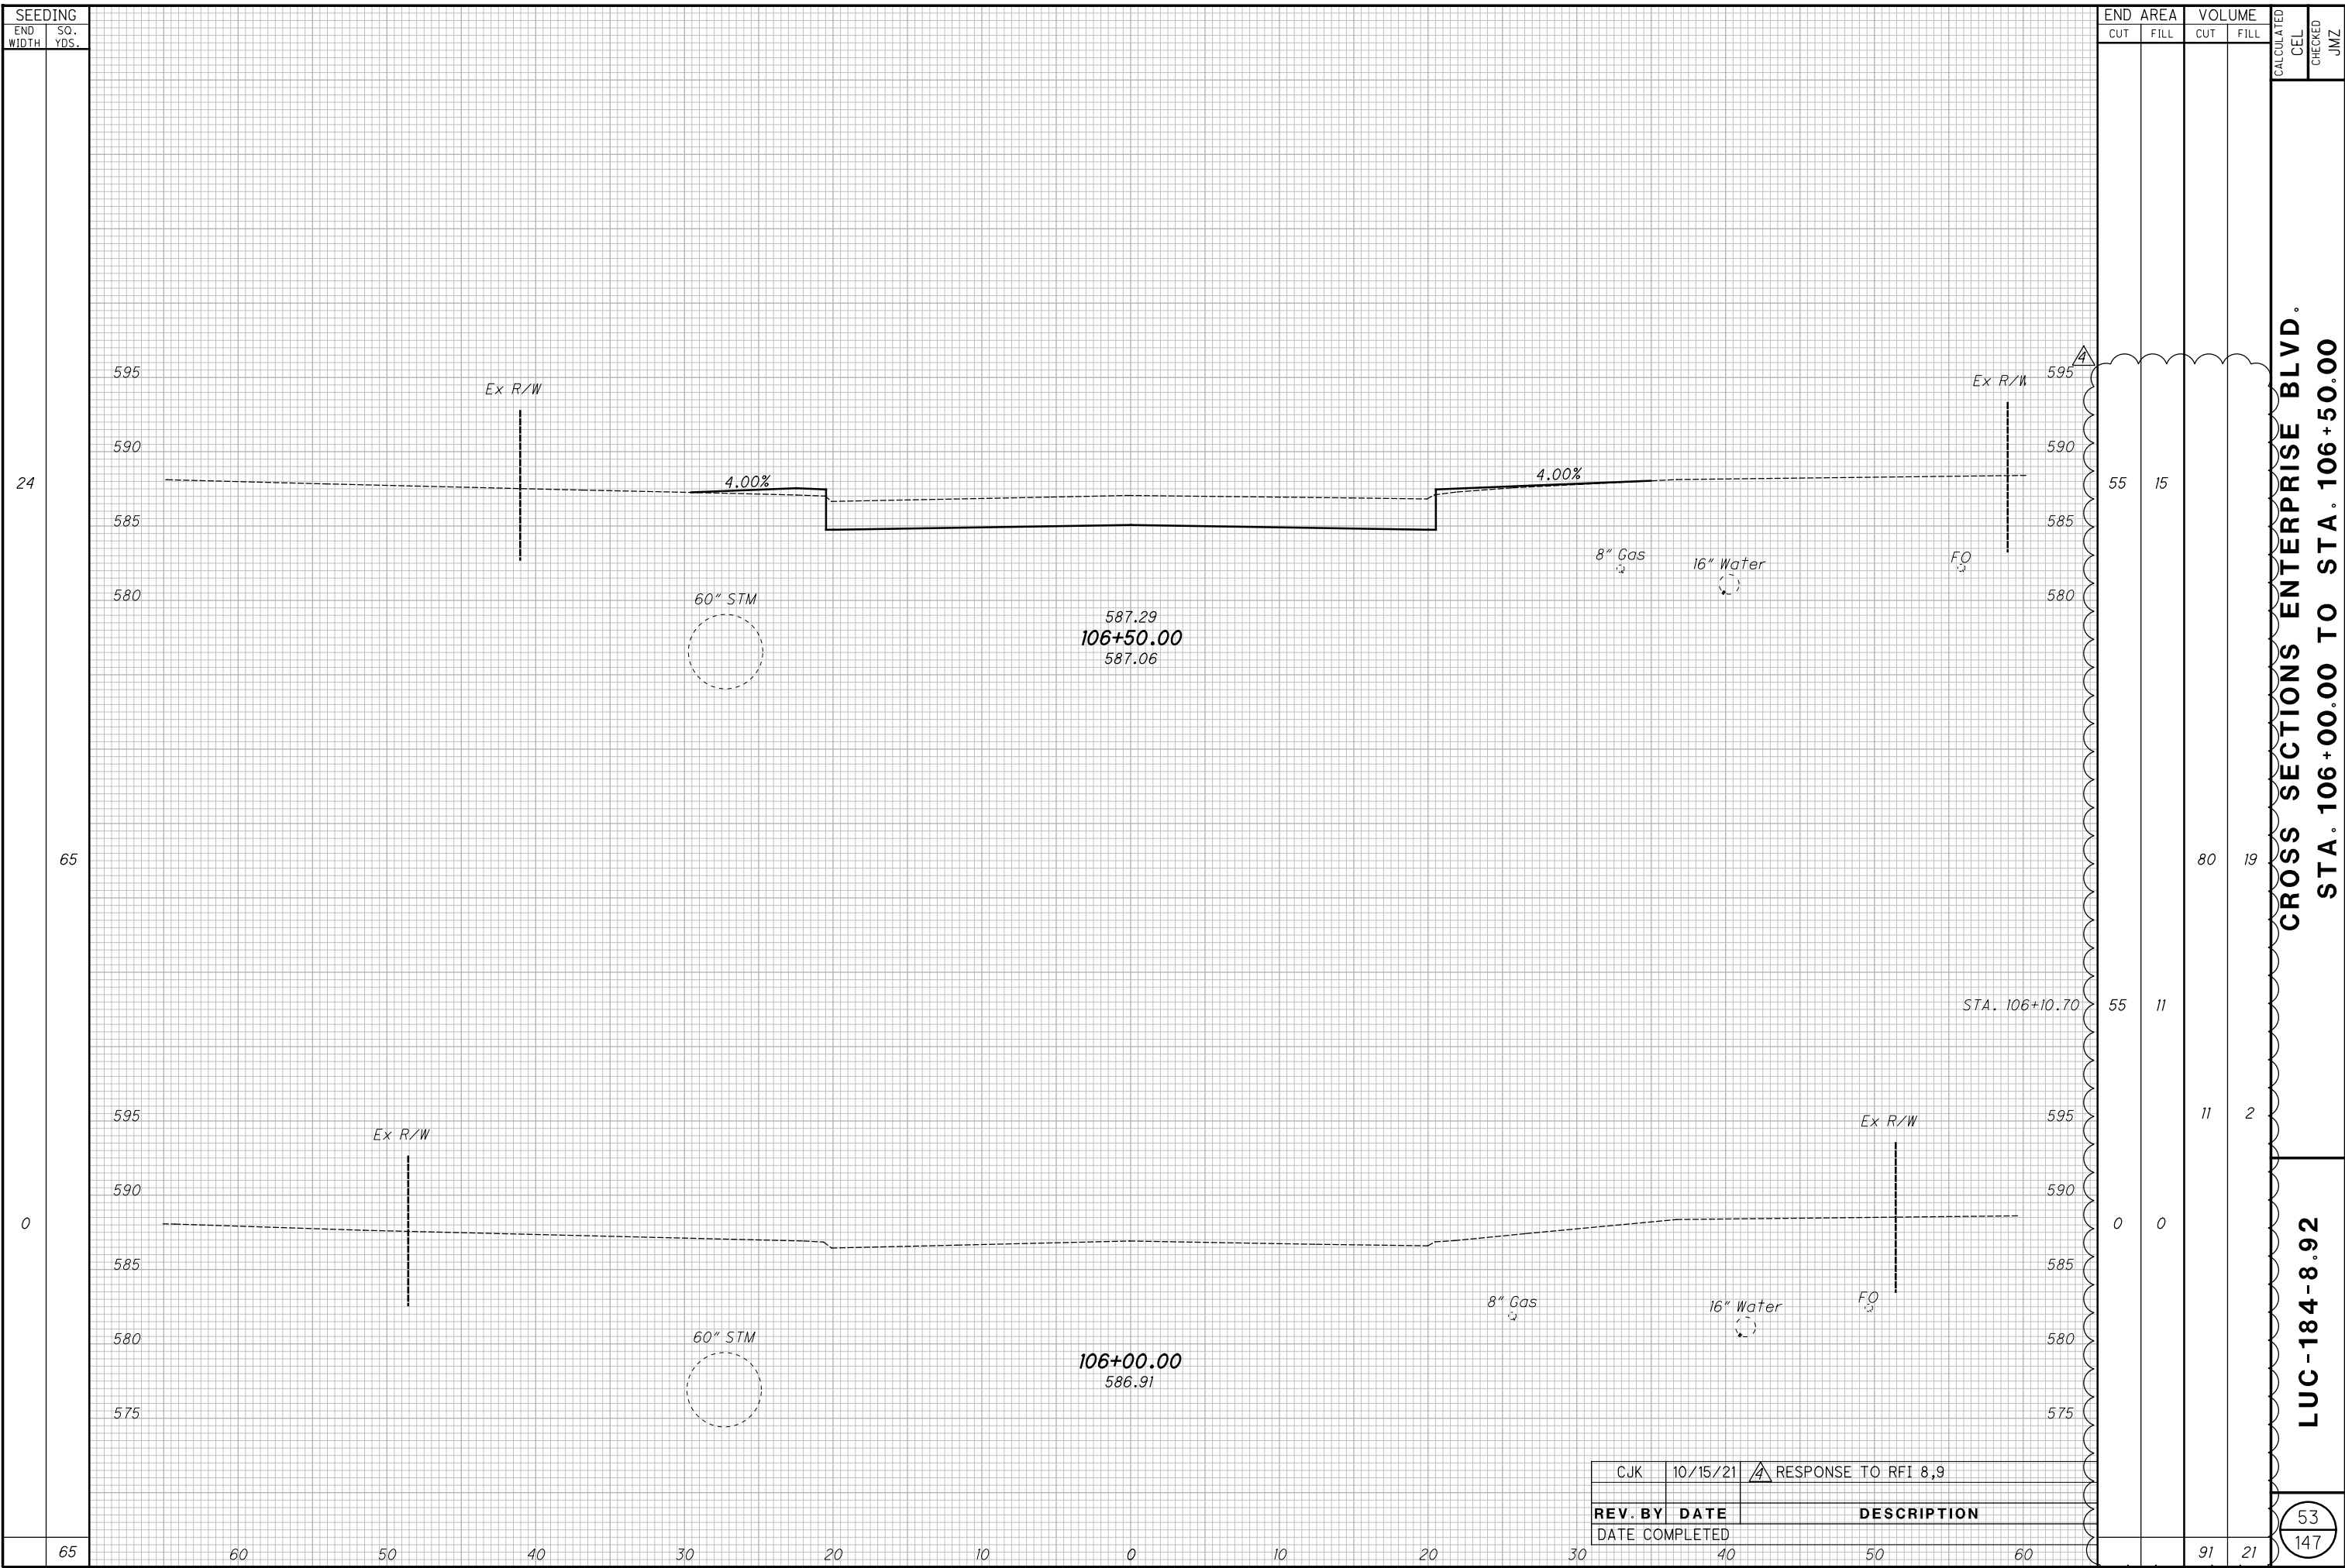 SEEDING
END WIDTH SQ. YDS.
END AREA VOLUME
CUT FILL CUT FILL
CALCULATED
CEL
CHECKED
JMZ
595 595
4
Ex R/W Ex R/W
590 590
24 4.00% 4.00% 55 15
585 585
8" Gas 16" Water FO
580 580
60" STM
587.29
106+50.00
587.06
65 80 19
STA. 106+10.70 55 11
595 595
11 2
Ex R/W Ex R/W
590 590
0 0 0
585 585
8" Gas 16" Water FO
580 580
60" STM
106+00.00
586.91
575 575
CJK 10/15/21 4 RESPONSE TO RFI 8,9
REV. BY DATE DESCRIPTION
DATE COMPLETED
65 60 50 40 30 20 10 0 10 20 30 40 50 60 91 21
CROSS SECTIONS ENTERPRISE BLVD.
STA. 106+00.00 TO STA. 106+50.00
LUC-184-8.92
53
147